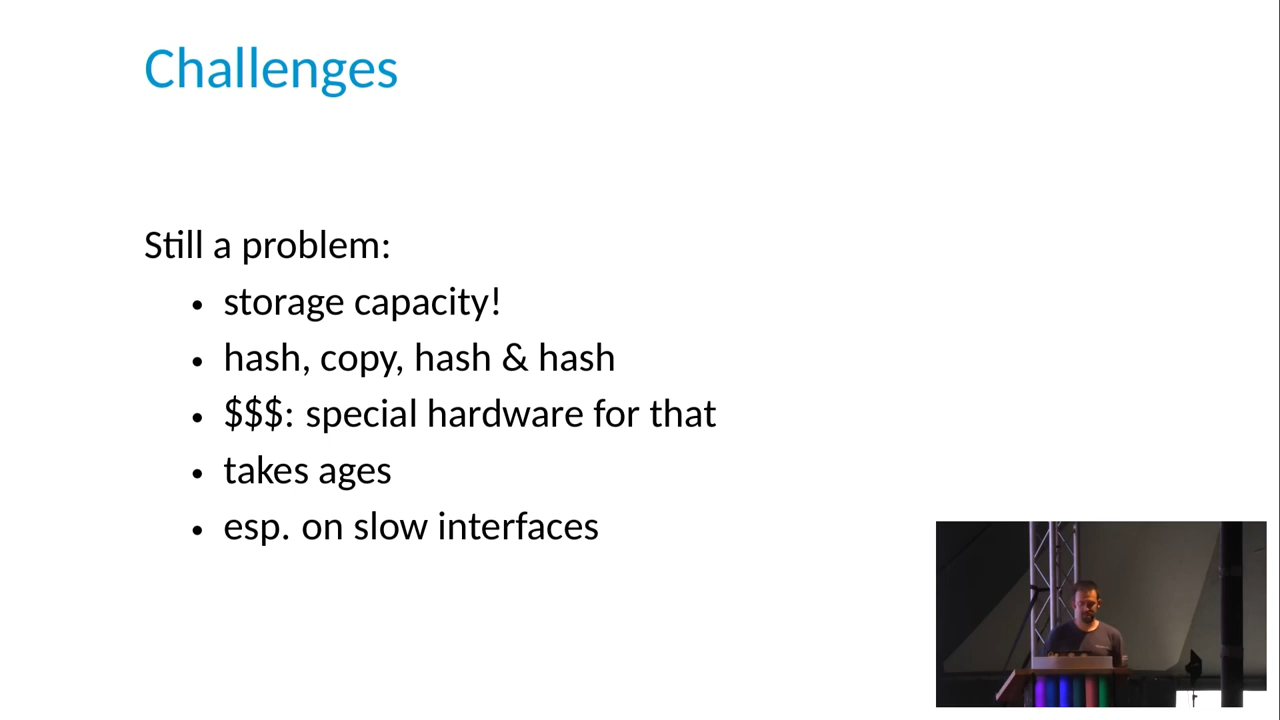 Challenges
Still a problem:
• storage capacity!
• hash, copy, hash & hash
• $$$: special hardware for that
• takes ages
• esp. on slow interfaces